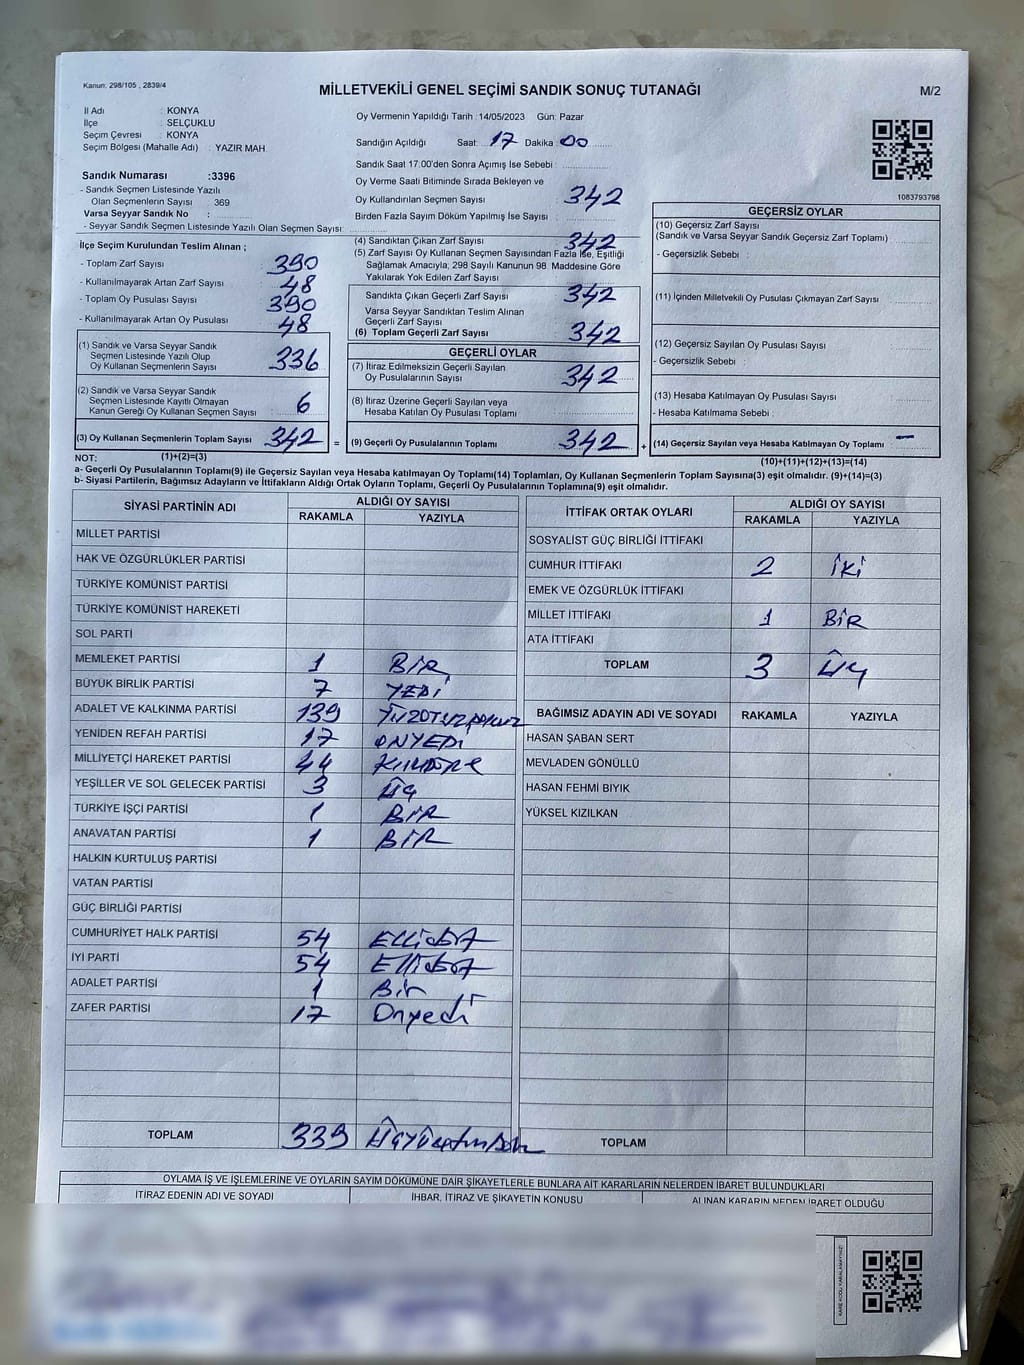 Kanun: 298/105 , 2839/4
MİLLETVEKİLİ GENEL SEÇİMİ SANDIK SONUÇ TUTANAĞI
M/2
İl Adı : KONYA
İlçe : SELÇUKLU
Seçim Çevresi : KONYA
Seçim Bölgesi (Mahalle Adı) : YAZIR MAH.
Sandık Numarası :3396
- Sandık Seçmen Listesinde Yazılı
Olan Seçmenlerin Sayısı : 369
Varsa Seyyar Sandık No :
- Seyyar Sandık Seçmen Listesinde Yazılı Olan Seçmen Sayısı:
Oy Vermenin Yapıldığı Tarih :14/05/2023 Gün: Pazar
Sandığın Açıldığı Saat: 17 Dakika : 00
Sandık Saat 17:00'den Sonra Açımış İse Sebebi :
Oy Verme Saati Bitiminde Sırada Bekleyen ve
Oy Kullandırılan Seçmen Sayısı : 342
Birden Fazla Sayım Döküm Yapılmış İse Sayısı :
1083793798
İlçe Seçim Kurulundan Teslim Alınan ;
- Toplam Zarf Sayısı : 390
- Kullanılmayarak Artan Zarf Sayısı : 48
- Toplam Oy Pusulası Sayısı : 390
- Kullanılmayarak Artan Oy Pusulası : 48
(1) Sandık ve Varsa Seyyar Sandık
Seçmen Listesinde Yazılı Olup
Oy Kullanan Seçmenlerin Sayısı : 336
(2) Sandık ve Varsa Seyyar Sandık
Seçmen Listesinde Kayıtlı Olmayan
Kanun Gereği Oy Kullanan Seçmen Sayısı : 6
(3) Oy Kullanan Seçmenlerin Toplam Sayısı 342 =
(4) Sandıktan Çıkan Zarf Sayısı : 342
(5) Zarf Sayısı Oy Kullanan Seçmen Sayısından Fazla İse, Eşitliği
Sağlamak Amacıyla, 298 Sayılı Kanunun 98. Maddesine Göre
Yakılarak Yok Edilen Zarf Sayısı :
Sandıkta Çıkan Geçerli Zarf Sayısı : 342
Varsa Seyyar Sandıktan Teslim Alınan
Geçerli Zarf Sayısı :
(6) Toplam Geçerli Zarf Sayısı : 342
GEÇERLİ OYLAR
(7) İtiraz Edilmeksizin Geçerli Sayılan
Oy Pusulalarının Sayısı : 342
(8) İtiraz Üzerine Geçerli Sayılan veya
Hesaba Katılan Oy Pusulası Toplamı :
(9) Geçerli Oy Pusulalarının Toplamı : 342 +
GEÇERSİZ OYLAR
(10) Geçersiz Zarf Sayısı
(Sandık ve Varsa Seyyar Sandık Geçersiz Zarf Toplamı) :
- Geçersizlik Sebebi :
(11) İçinden Milletvekili Oy Pusulası Çıkmayan Zarf Sayısı :
(12) Geçersiz Sayılan Oy Pusulası Sayısı :
- Geçersizlik Sebebi :
(13) Hesaba Katılmayan Oy Pusulası Sayısı :
- Hesaba Katılmama Sebebi :
(14) Geçersiz Sayılan veya Hesaba Katılmayan Oy Toplamı : –
NOT: (1)+(2)=(3)
(10)+(11)+(12)+(13)=(14)
a- Geçerli Oy Pusulalarının Toplamı(9) ile Geçersiz Sayılan veya Hesaba katılmayan Oy Toplamı(14) Toplamları, Oy Kullanan Seçmenlerin Toplam Sayısına(3) eşit olmalıdır. (9)+(14)=(3)
b- Siyasi Partilerin, Bağımsız Adayların ve İttifakların Aldığı Ortak Oyların Toplamı, Geçerli Oy Pusulalarının Toplamına(9) eşit olmalıdır.
SİYASİ PARTİNİN ADI
ALDIĞI OY SAYISI
RAKAMLA YAZIYLA
MİLLET PARTİSİ
HAK VE ÖZGÜRLÜKLER PARTİSİ
TÜRKİYE KOMÜNİST PARTİSİ
TÜRKİYE KOMÜNİST HAREKETİ
SOL PARTİ
MEMLEKET PARTİSİ 1 BİR
BÜYÜK BİRLİK PARTİSİ 7 YEDİ
ADALET VE KALKINMA PARTİSİ 139 YÜZOTUZDOKUZ
YENİDEN REFAH PARTİSİ 17 ONYEDİ
MİLLİYETÇİ HAREKET PARTİSİ 44
YEŞİLLER VE SOL GELECEK PARTİSİ 3 ÜÇ
TÜRKİYE İŞÇİ PARTİSİ 1 BİR
ANAVATAN PARTİSİ 1 BİR
HALKIN KURTULUŞ PARTİSİ
VATAN PARTİSİ
GÜÇ BİRLİĞİ PARTİSİ
CUMHURİYET HALK PARTİSİ 54 Ellidört
İYİ PARTİ 54 Ellidört
ADALET PARTİSİ 1 Bir
ZAFER PARTİSİ 17 Onyedi
TOPLAM 339
İTTİFAK ORTAK OYLARI
ALDIĞI OY SAYISI
RAKAMLA YAZIYLA
SOSYALİST GÜÇ BİRLİĞİ İTTİFAKI
CUMHUR İTTİFAKI 2 İKİ
EMEK VE ÖZGÜRLÜK İTTİFAKI
MİLLET İTTİFAKI 1 BİR
ATA İTTİFAKI
TOPLAM 3 Üç
BAĞIMSIZ ADAYIN ADI VE SOYADI RAKAMLA YAZIYLA
HASAN ŞABAN SERT
MEVLADEN GÖNÜLLÜ
HASAN FEHMİ BIYIK
YÜKSEL KIZILKAN
TOPLAM
OYLAMA İŞ VE İŞLEMLERİNE VE OYLARIN SAYIM DÖKÜMÜNE DAİR ŞİKAYETLERLE BUNLARA AİT KARARLARIN NELERDEN İBARET BULUNDUKLARI
İTİRAZ EDENİN ADI VE SOYADI
İHBAR, İTİRAZ VE ŞİKAYETİN KONUSU
ALINAN KARARIN NEDEN İBARET OLDUĞU